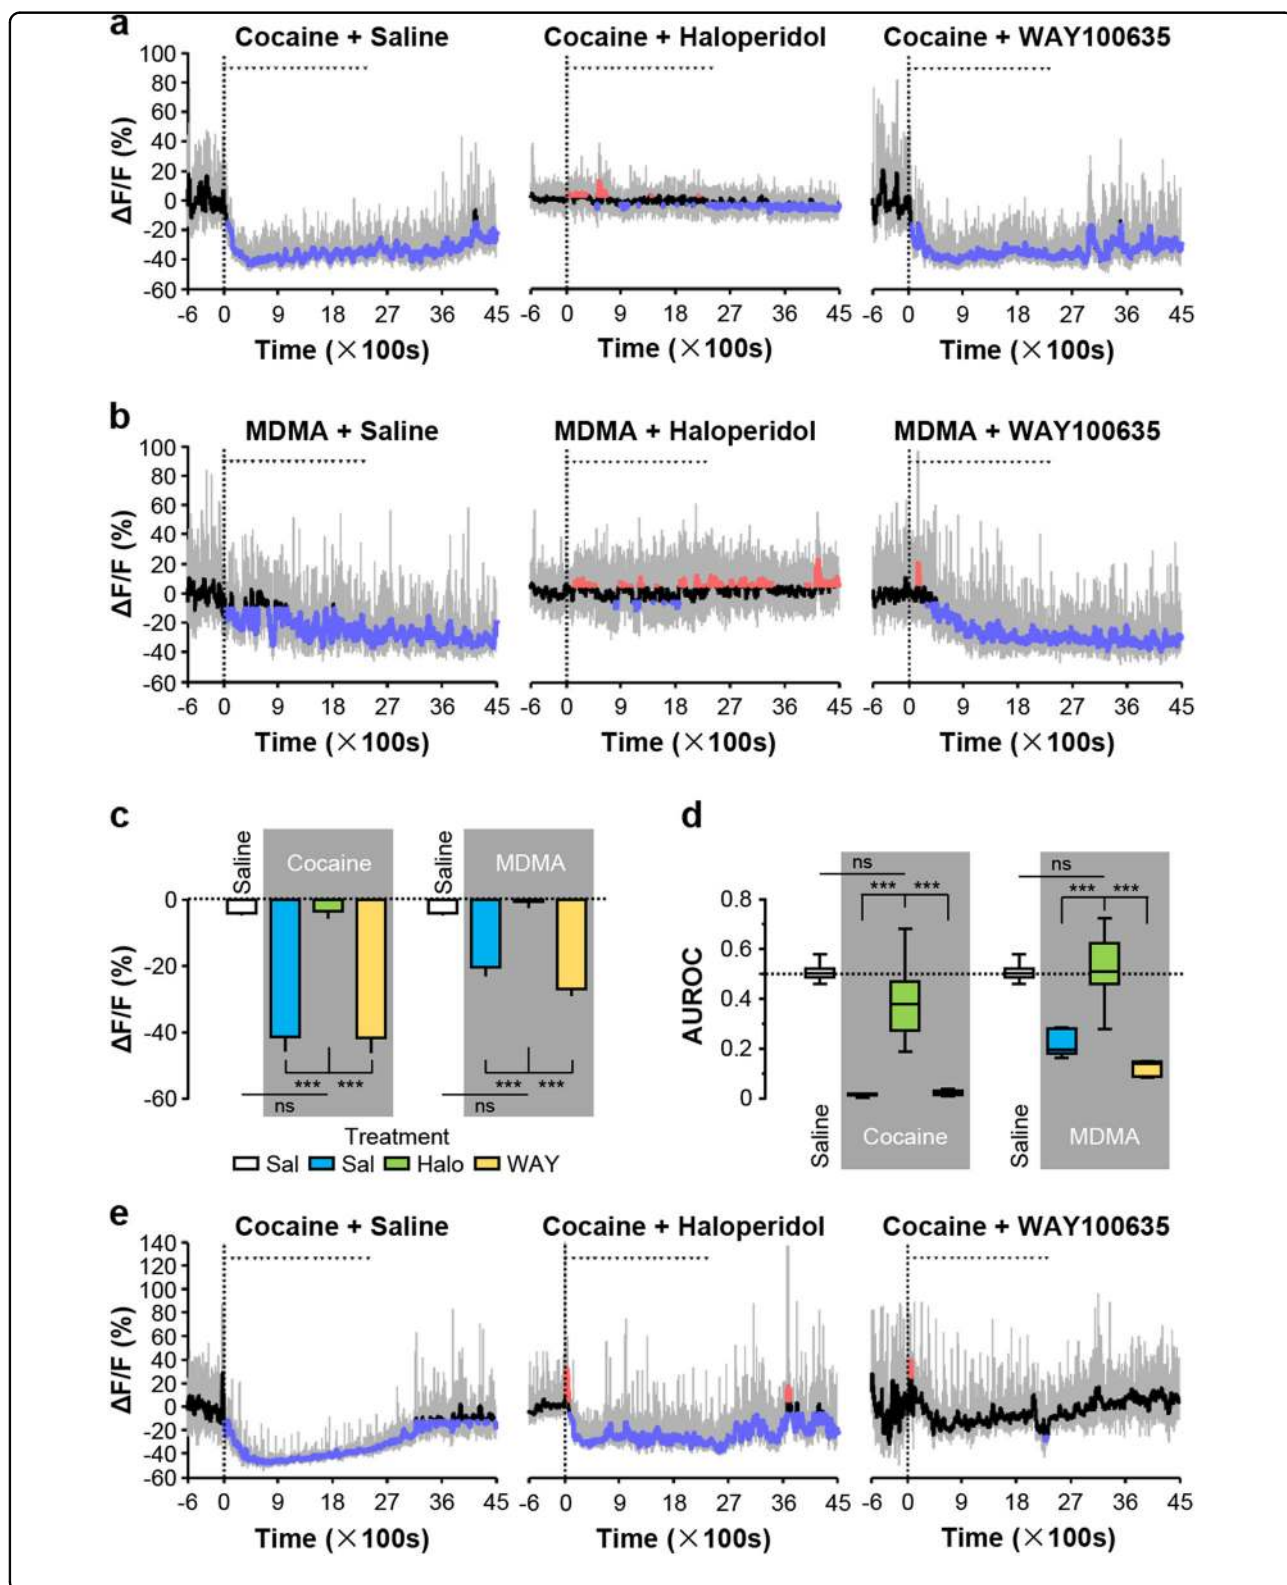 a
Cocaine + Saline
Cocaine + Haloperidol
Cocaine + WAY100635
ΔF/F (%)
100
80
60
40
20
0
-20
-40
-60
-6 0 9 18 27 36 45
-6 0 9 18 27 36 45
-6 0 9 18 27 36 45
Time (×100s)
Time (×100s)
Time (×100s)
b
MDMA + Saline
MDMA + Haloperidol
MDMA + WAY100635
ΔF/F (%)
100
80
60
40
20
0
-20
-40
-60
-6 0 9 18 27 36 45
-6 0 9 18 27 36 45
-6 0 9 18 27 36 45
Time (×100s)
Time (×100s)
Time (×100s)
c
Saline
Cocaine
Saline
MDMA
ΔF/F (%)
0
-20
-40
-60
*** ***
ns
*** ***
ns
Treatment
Sal Sal Halo WAY
d
ns
*** ***
ns
*** ***
AUROC
0.8
0.6
0.4
0.2
0
Saline
Cocaine
Saline
MDMA
e
Cocaine + Saline
Cocaine + Haloperidol
Cocaine + WAY100635
ΔF/F (%)
140
120
100
80
60
40
20
0
-20
-40
-60
-6 0 9 18 27 36 45
-6 0 9 18 27 36 45
-6 0 9 18 27 36 45
Time (×100s)
Time (×100s)
Time (×100s)